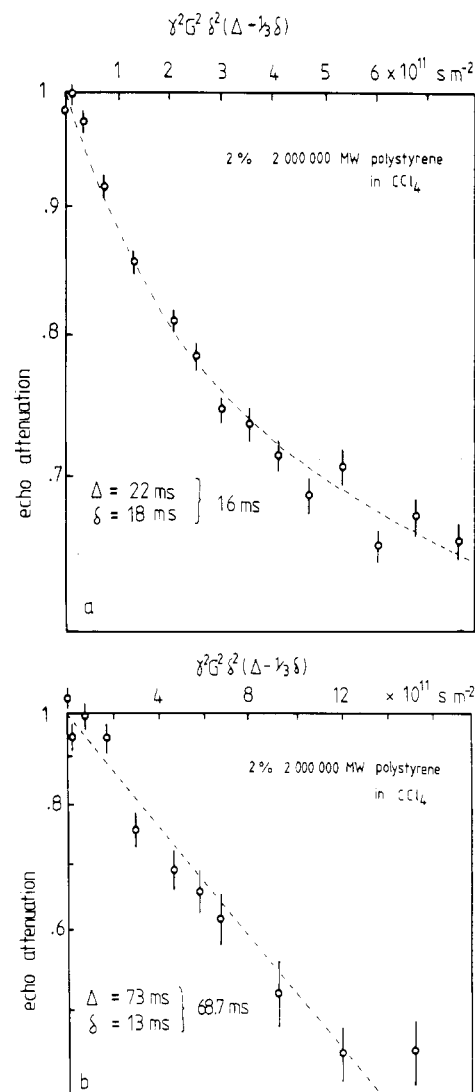 γ²G²δ²(Δ-⅓δ)
1 2 3 4 5 6 × 10¹¹ s m⁻²
1
.9
.8
.7
echo attenuation
2 % 2 000 000 MW polystyrene
in CCl₄
Δ = 22 ms
δ = 18 ms
} 16 ms
a
γ²G²δ²(Δ-⅓δ)
4 8 12 × 10¹¹ s m⁻²
1
.8
.6
echo attenuation
2 % 2 000 000 MW polystyrene
in CCl₄
Δ = 73 ms
δ = 13 ms
} 68.7 ms
b